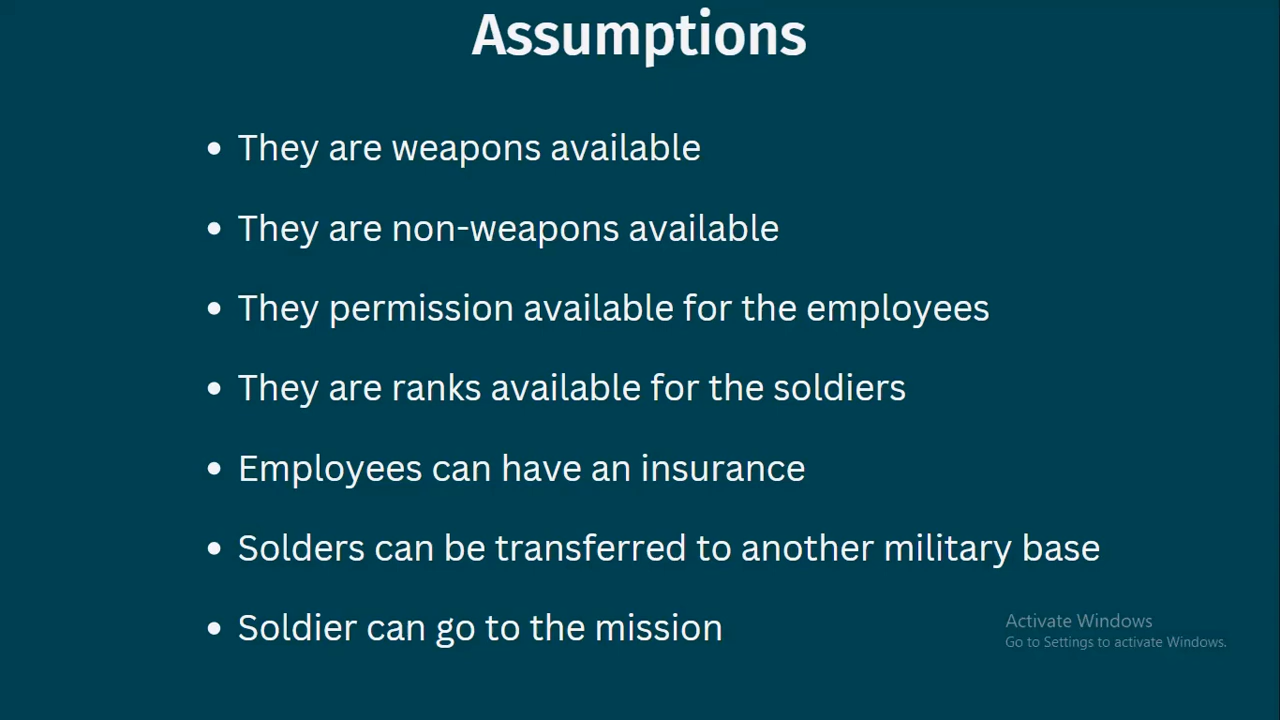 Assumptions
• They are weapons available
• They are non-weapons available
• They permission available for the employees
• They are ranks available for the soldiers
• Employees can have an insurance
• Solders can be transferred to another military base
• Soldier can go to the mission
Activate Windows
Go to Settings to activate Windows.